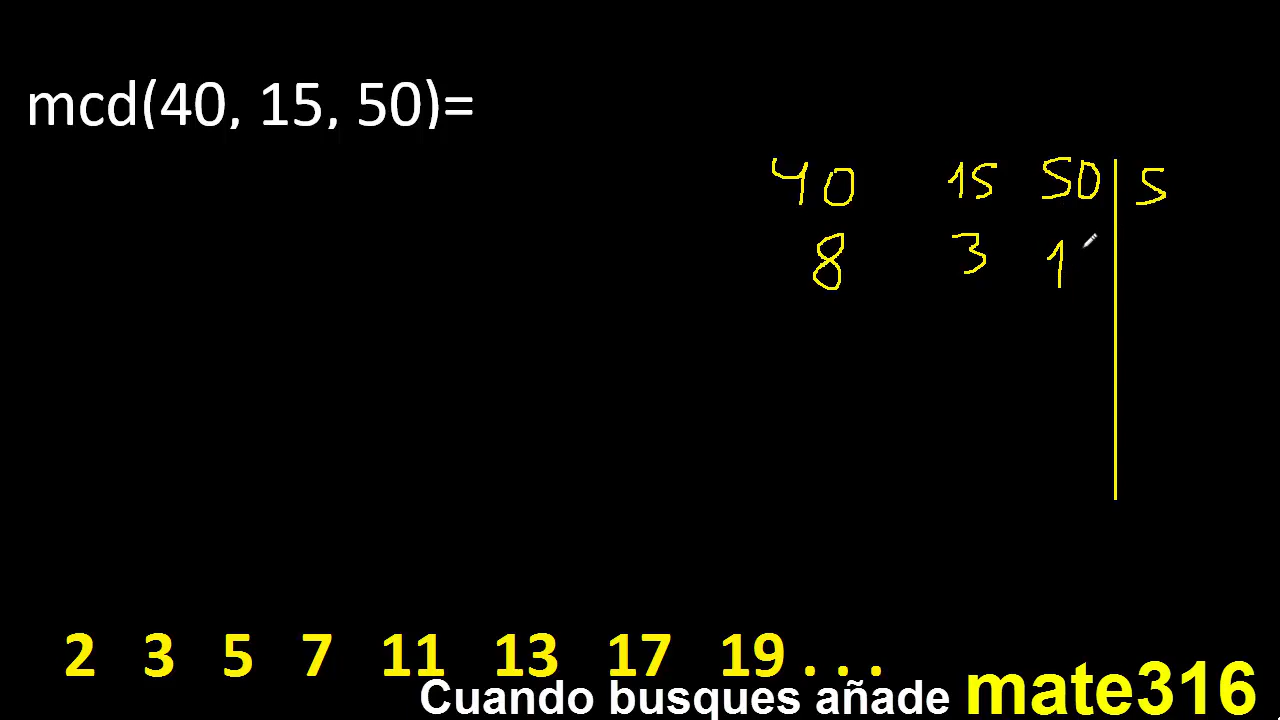 mcd(40, 15, 50)=
40 15 50 5
8 3 1
2 3 5 7 11 13 17 19 . . .
Cuando busques añade mate316